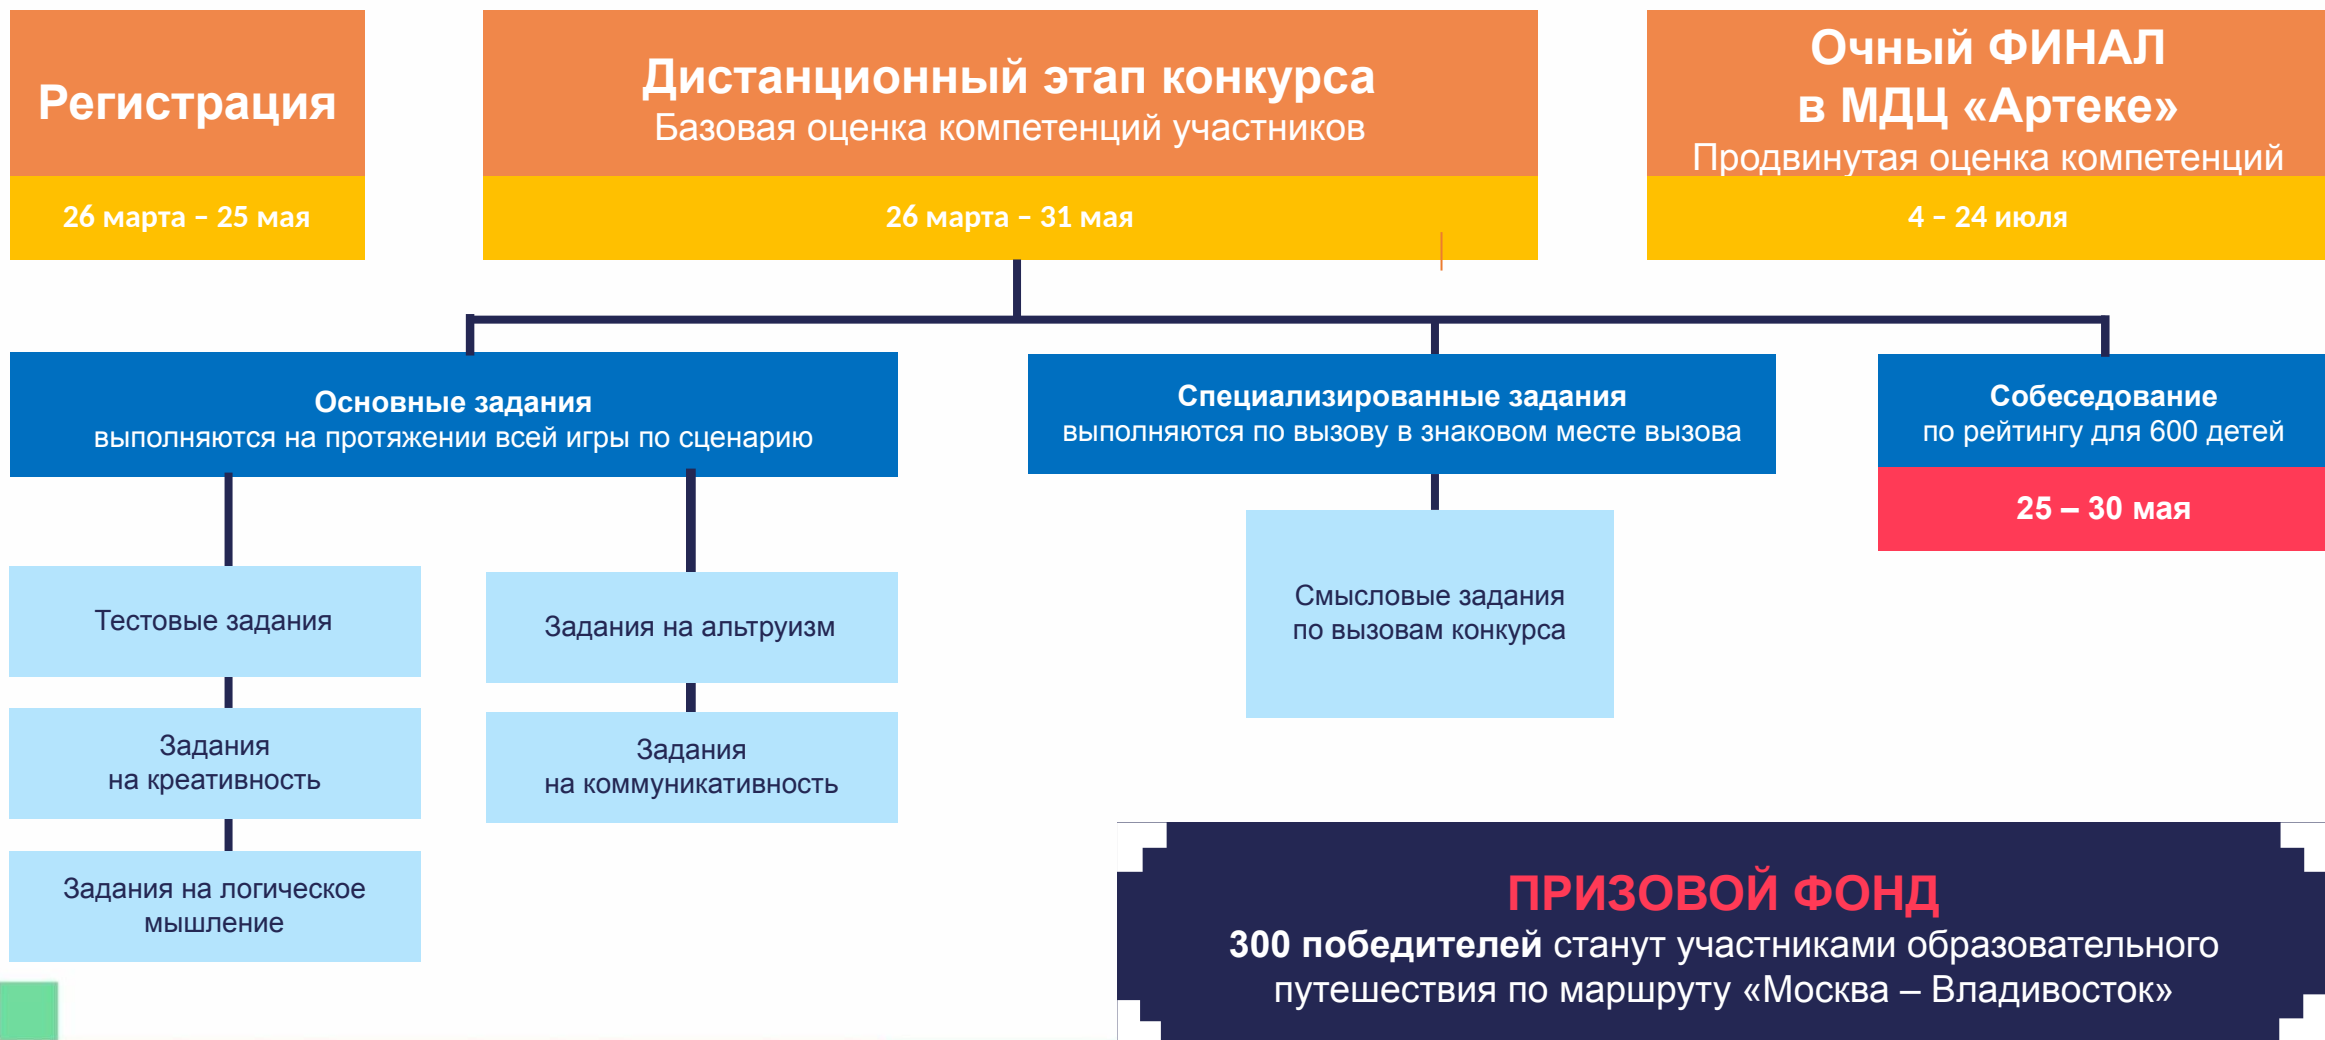 Регистрация
26 марта – 25 мая
Дистанционный этап конкурса
Базовая оценка компетенций участников
26 марта – 31 мая
Очный ФИНАЛ
в МДЦ «Артеке»
Продвинутая оценка компетенций
4 – 24 июля
Основные задания
выполняются на протяжении всей игры по сценарию
Специализированные задания
выполняются по вызову в знаковом месте вызова
Собеседование
по рейтингу для 600 детей
25 – 30 мая
Тестовые задания
Задания
на креативность
Задания на логическое
мышление
Задания на альтруизм
Задания
на коммуникативность
Смысловые задания
по вызовам конкурса
ПРИЗОВОЙ ФОНД
300 победителей станут участниками образовательного
путешествия по маршруту «Москва – Владивосток»